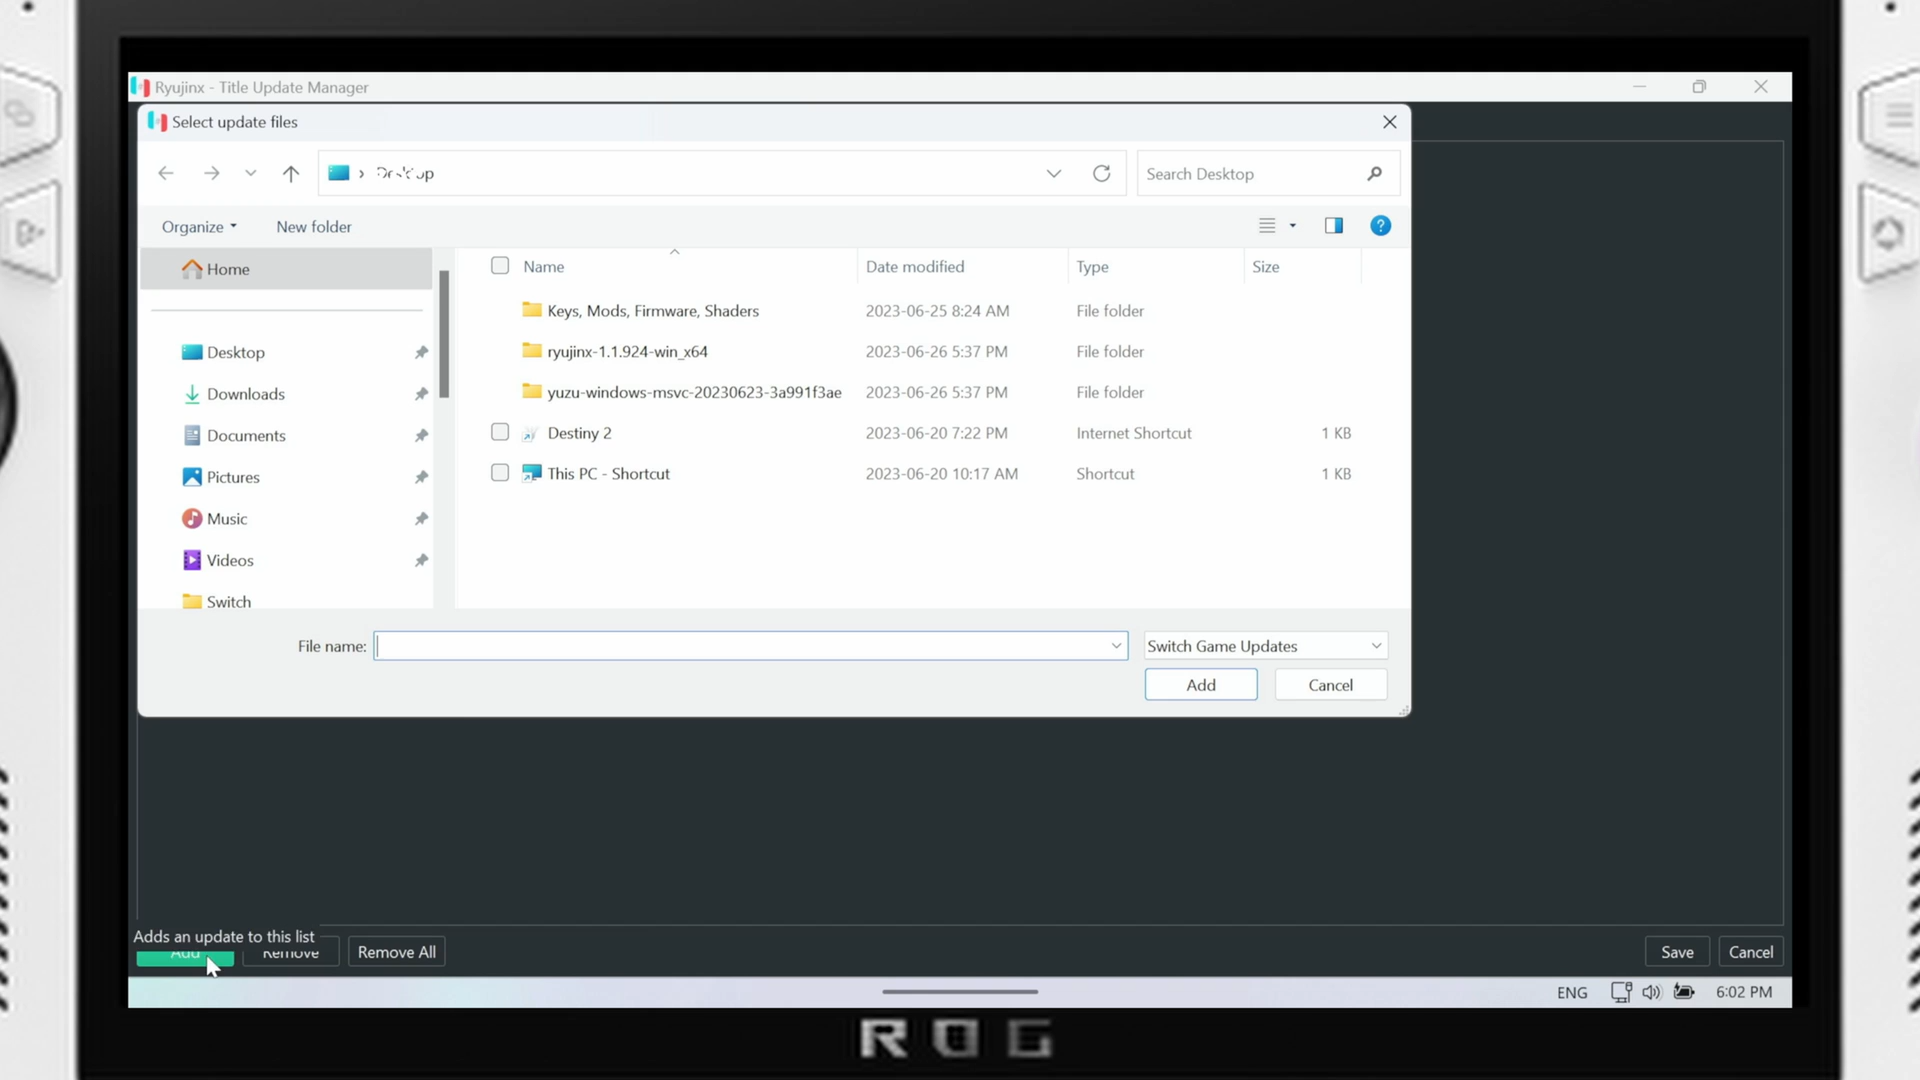 Ryujinx - Title Update Manager
Select update files
Desktop
Search Desktop
Organize
New folder
Home
Name
Date modified
Type
Size
Keys, Mods, Firmware, Shaders
2023-06-25 8:24 AM
File folder
ryujinx-1.1.924-win_x64
2023-06-26 5:37 PM
File folder
yuzu-windows-msvc-20230623-3a991f3ae
2023-06-26 5:37 PM
File folder
Destiny 2
2023-06-20 7:22 PM
Internet Shortcut
1 KB
This PC - Shortcut
2023-06-20 10:17 AM
Shortcut
1 KB
Desktop
Downloads
Documents
Pictures
Music
Videos
Switch
File name:
Switch Game Updates
Add
Cancel
Adds an update to this list
Add
Remove
Remove All
Save
Cancel
ENG
6:02 PM
ROG